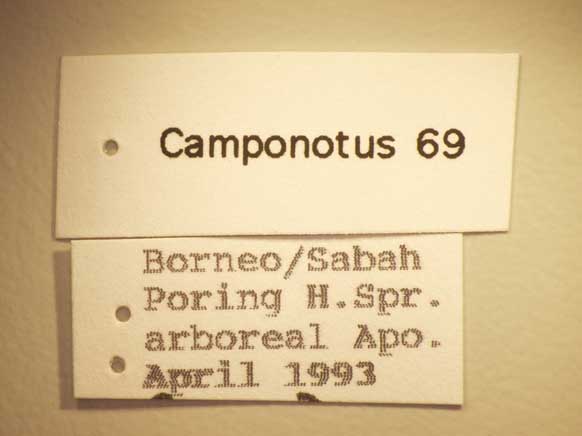 Camponotus 69
Borneo/Sabah
Poring H.Spr.
arboreal Apo.
April 1993